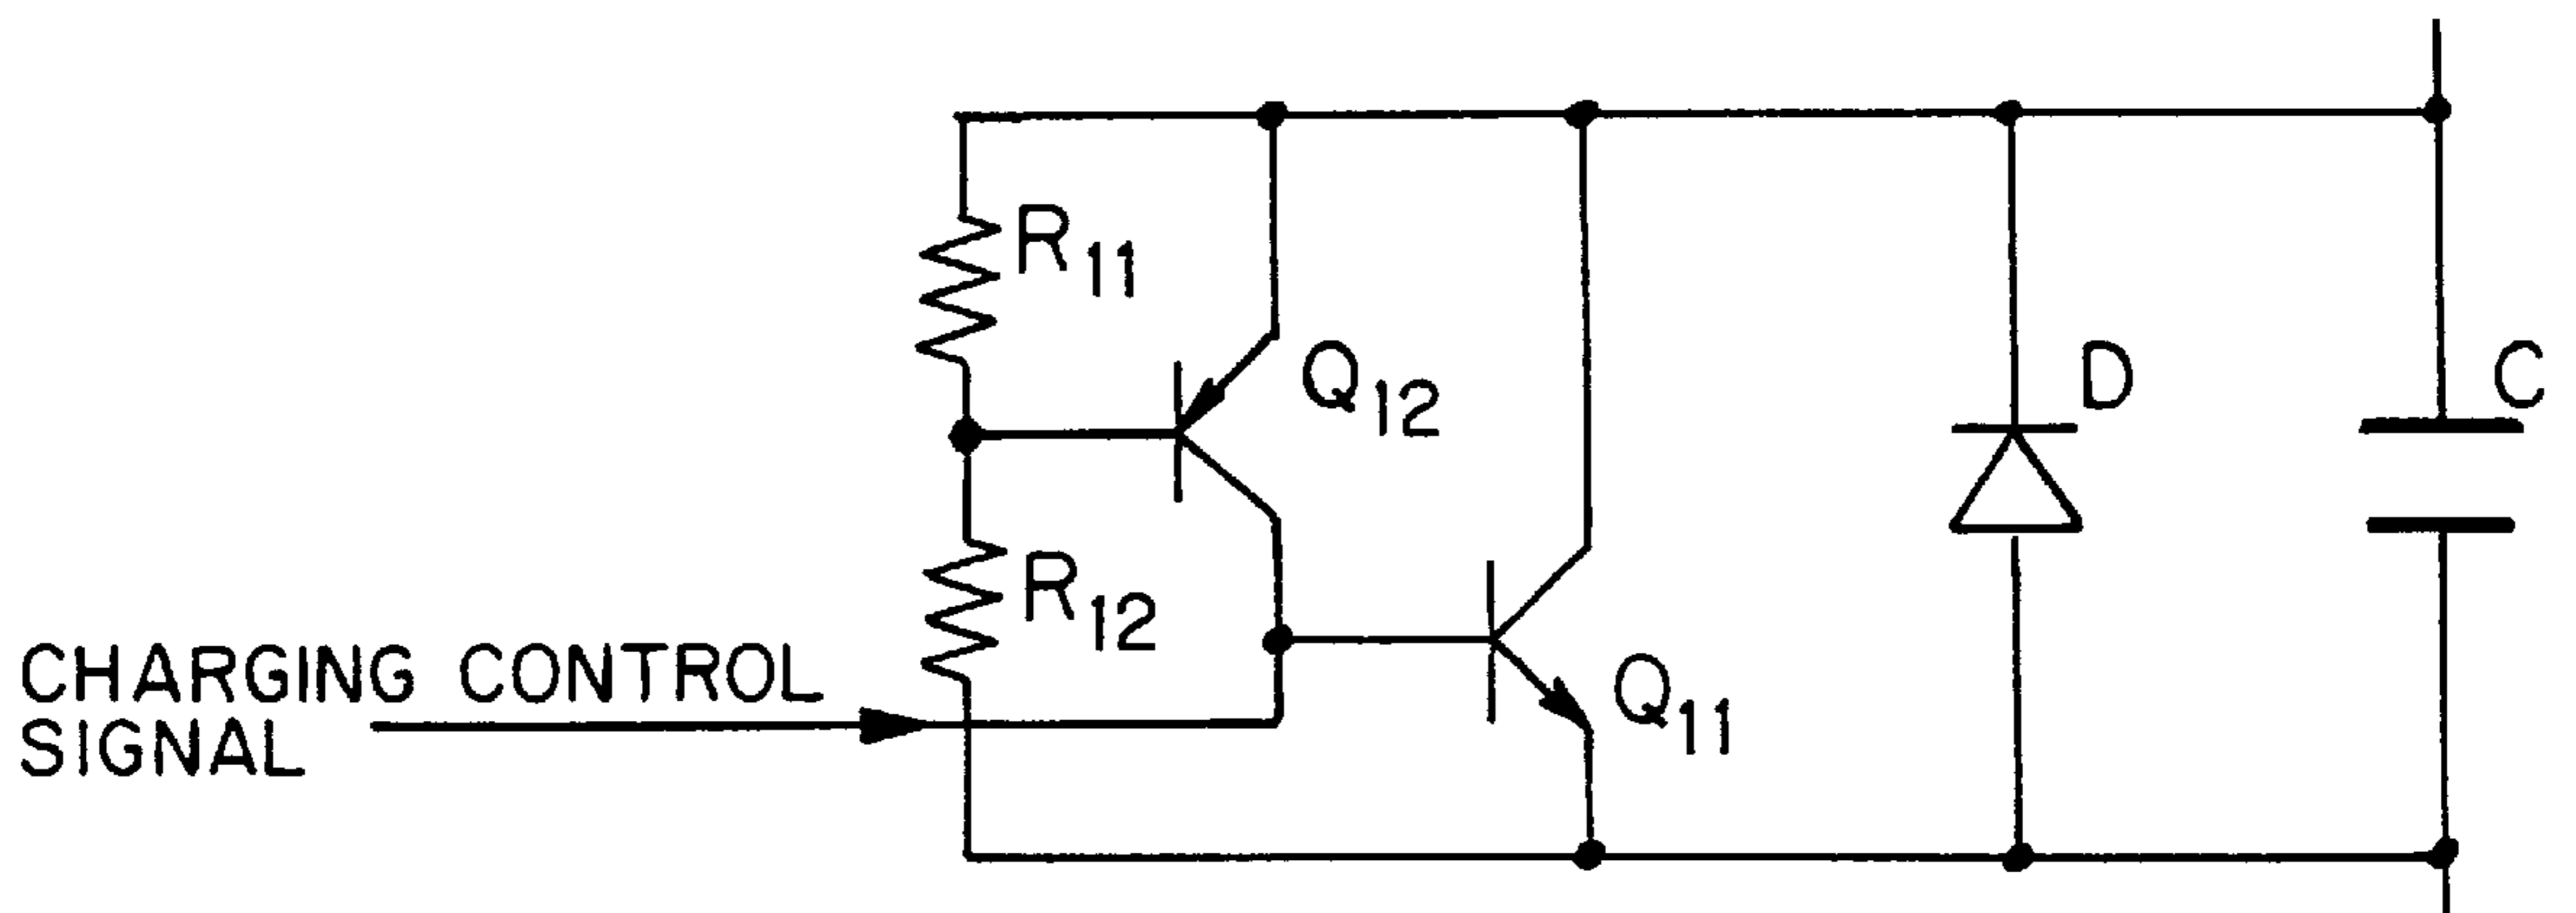 R11
Q12
D
C
R12
CHARGING CONTROL
SIGNAL
Q11